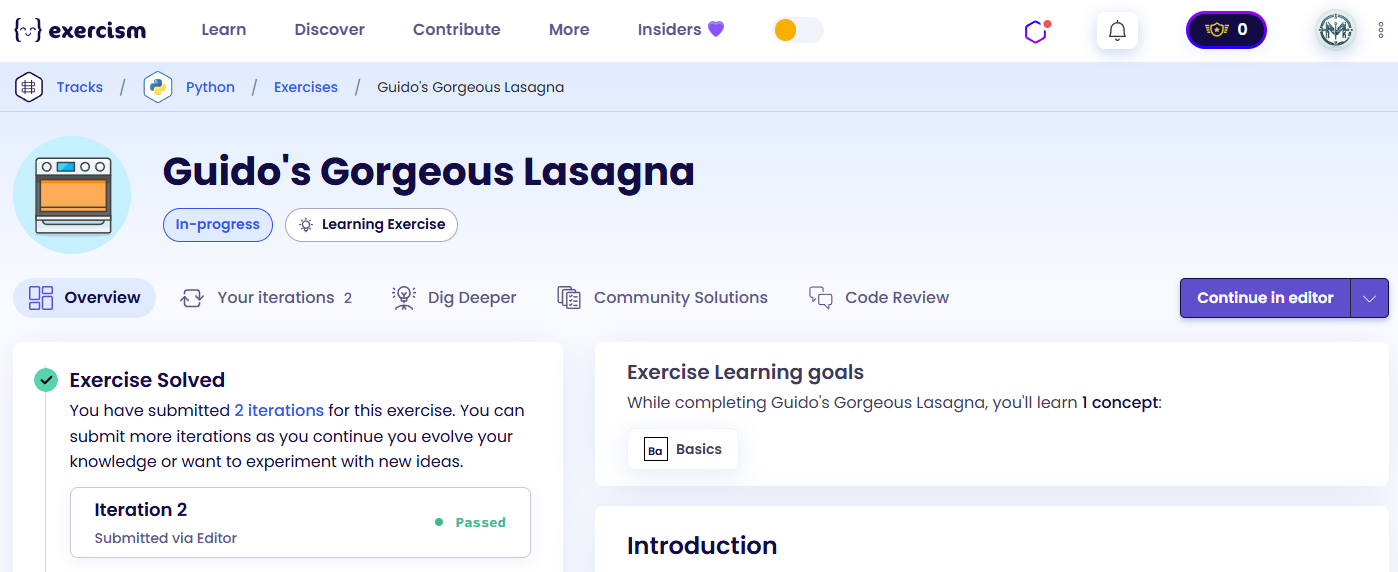 { } exercism Learn Discover Contribute More Insiders 💜 0
Tracks / Python / Exercises / Guido's Gorgeous Lasagna
Guido's Gorgeous Lasagna
In-progress Learning Exercise
Overview Your iterations 2 Dig Deeper Community Solutions Code Review Continue in editor
Exercise Solved
You have submitted 2 iterations for this exercise. You can
submit more iterations as you continue you evolve your
knowledge or want to experiment with new ideas.
Iteration 2
Submitted via Editor
Passed
Exercise Learning goals
While completing Guido's Gorgeous Lasagna, you'll learn 1 concept:
Ba Basics
Introduction